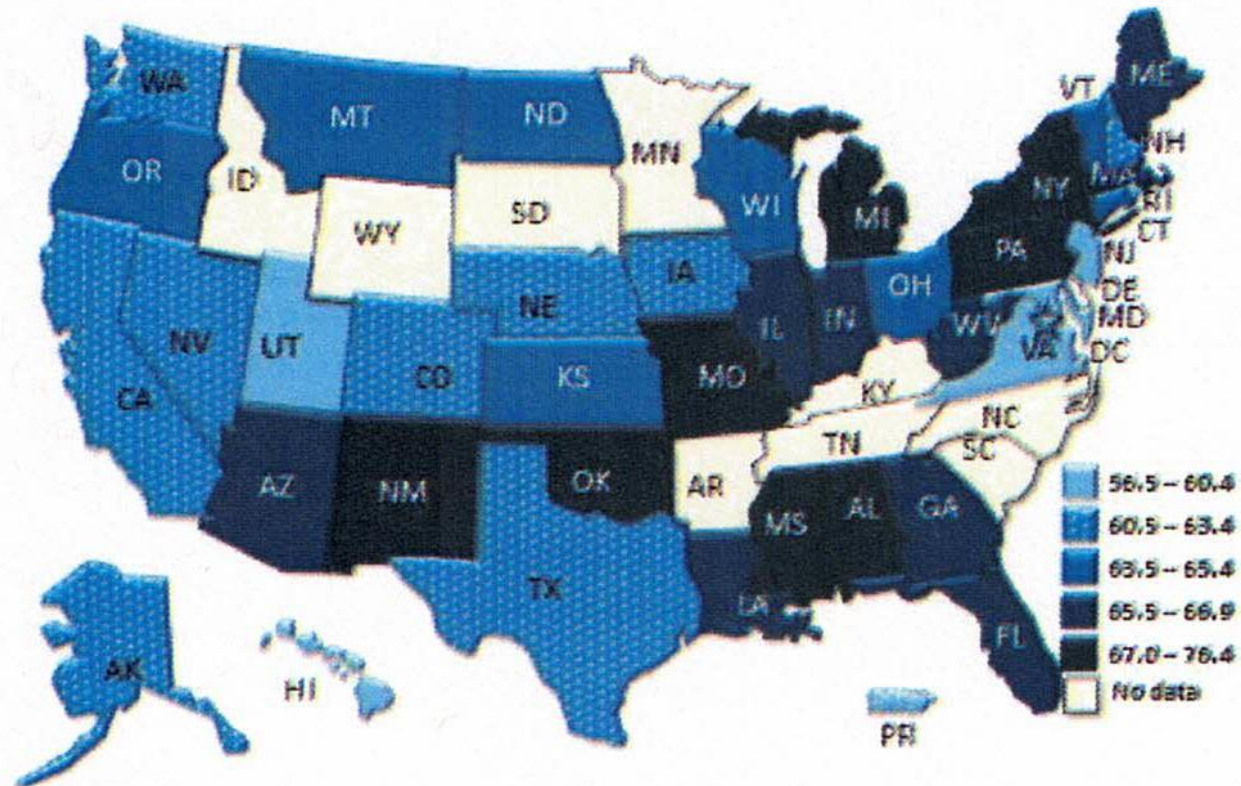 WA
MT
ND
MN
VT
ME
OR
ID
NH
MA
WY
SD
WI
MI
NY
RI
CT
PA
NJ
IA
OH
DE
NE
MD
NV
UT
IL
IN
WV
VA
DC
CO
KS
MO
CA
KY
NC
TN
SC
AZ
NM
OK
AR
MS
AL
GA
56.5 – 60.4
60.5 – 63.4
63.5 – 65.4
65.5 – 66.9
67.0 – 76.4
No data
TX
LA
FL
AK
HI
PR